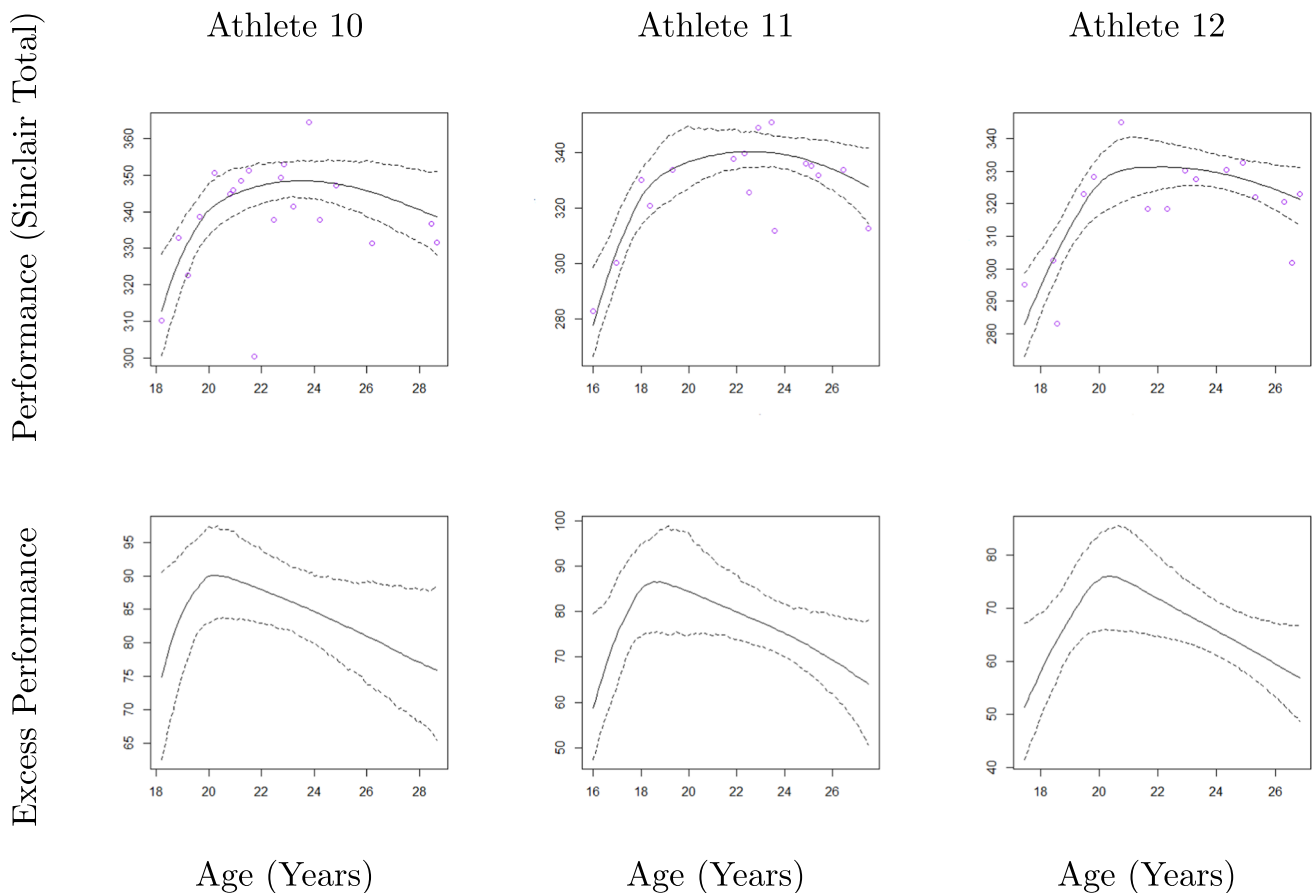 Athlete 10
Athlete 11
Athlete 12
Performance (Sinclair Total)
360
350
340
330
320
310
300
18 20 22 24 26 28
340
320
300
280
16 18 20 22 24 26
340
330
320
310
300
290
280
18 20 22 24 26
Excess Performance
95
90
85
80
75
70
65
18 20 22 24 26 28
100
90
80
70
60
50
16 18 20 22 24 26
80
70
60
50
40
18 20 22 24 26
Age (Years)
Age (Years)
Age (Years)